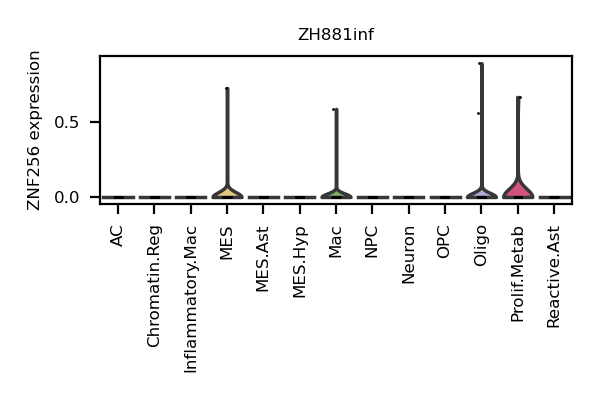 ZH881inf
ZNF256 expression
0.5
0.0
AC
Chromatin.Reg
Inflammatory.Mac
MES
MES.Ast
MES.Hyp
Mac
NPC
Neuron
OPC
Oligo
Prolif.Metab
Reactive.Ast